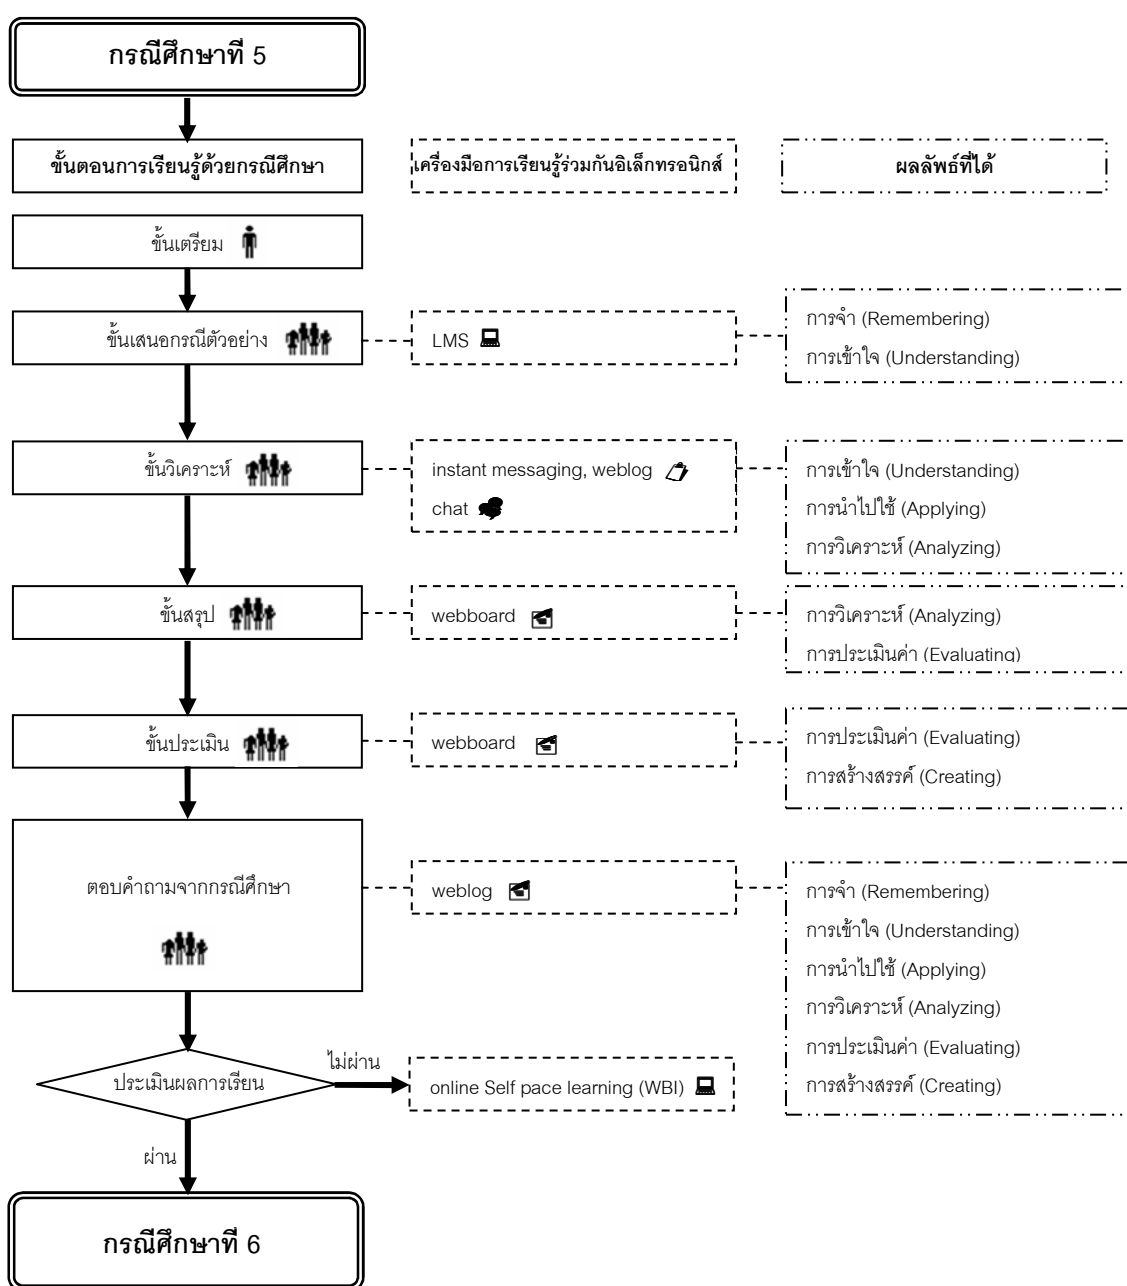 กรณีศึกษาที่ 5
ขั้นตอนการเรียนรู้ด้วยกรณีศึกษา
เครื่องมือการเรียนรู้ร่วมกันอิเล็กทรอนิกส์
ผลลัพธ์ที่ได้
ขั้นเตรียม
ขั้นเสนอกรณีตัวอย่าง
LMS
การจำ (Remembering)
การเข้าใจ (Understanding)
ขั้นวิเคราะห์
instant messaging, weblog
chat
การเข้าใจ (Understanding)
การนำไปใช้ (Applying)
การวิเคราะห์ (Analyzing)
ขั้นสรุป
webboard
การวิเคราะห์ (Analyzing)
การประเมินค่า (Evaluating)
ขั้นประเมิน
webboard
การประเมินค่า (Evaluating)
การสร้างสรรค์ (Creating)
ตอบคำถามจากกรณีศึกษา
weblog
การจำ (Remembering)
การเข้าใจ (Understanding)
การนำไปใช้ (Applying)
การวิเคราะห์ (Analyzing)
การประเมินค่า (Evaluating)
การสร้างสรรค์ (Creating)
ประเมินผลการเรียน
ไม่ผ่าน
online Self pace learning (WBI)
ผ่าน
กรณีศึกษาที่ 6